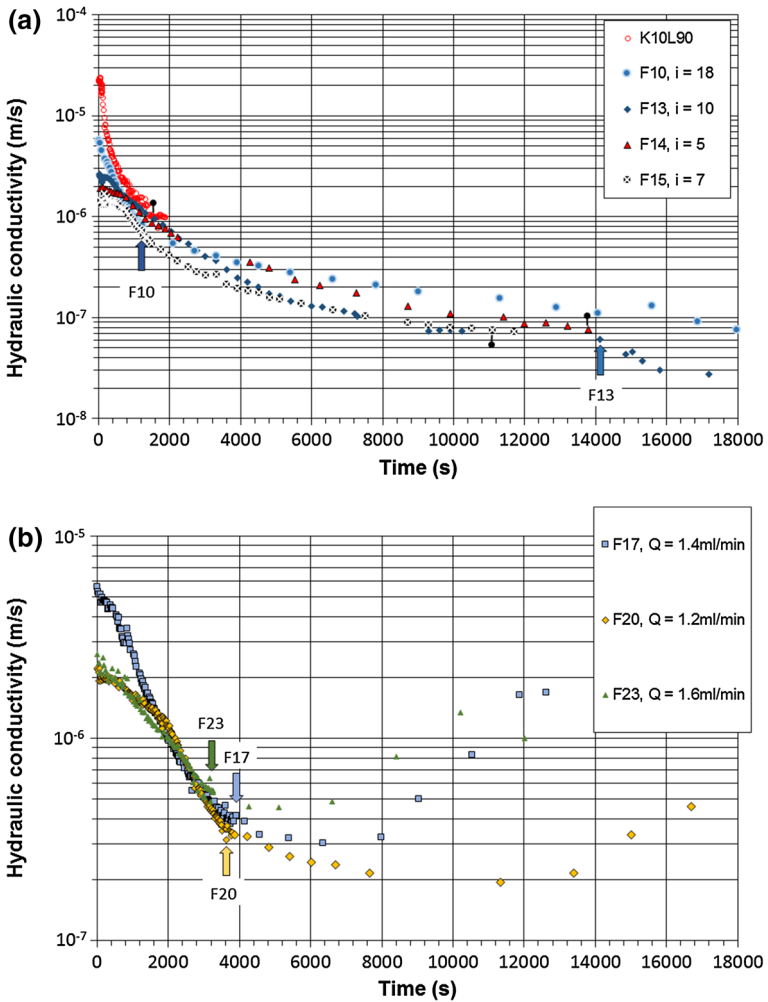 (a)
10-4
10-5
10-6
10-7
10-8
Hydraulic conductivity (m/s)
K10L90
F10, i = 18
F13, i = 10
F14, i = 5
F15, i = 7
F10
F13
0 2000 4000 6000 8000 10000 12000 14000 16000 18000
Time (s)
(b)
10-5
10-6
10-7
Hydraulic conductivity (m/s)
F17, Q = 1.4ml/min
F20, Q = 1.2ml/min
F23, Q = 1.6ml/min
F23
F17
F20
0 2000 4000 6000 8000 10000 12000 14000 16000 18000
Time (s)